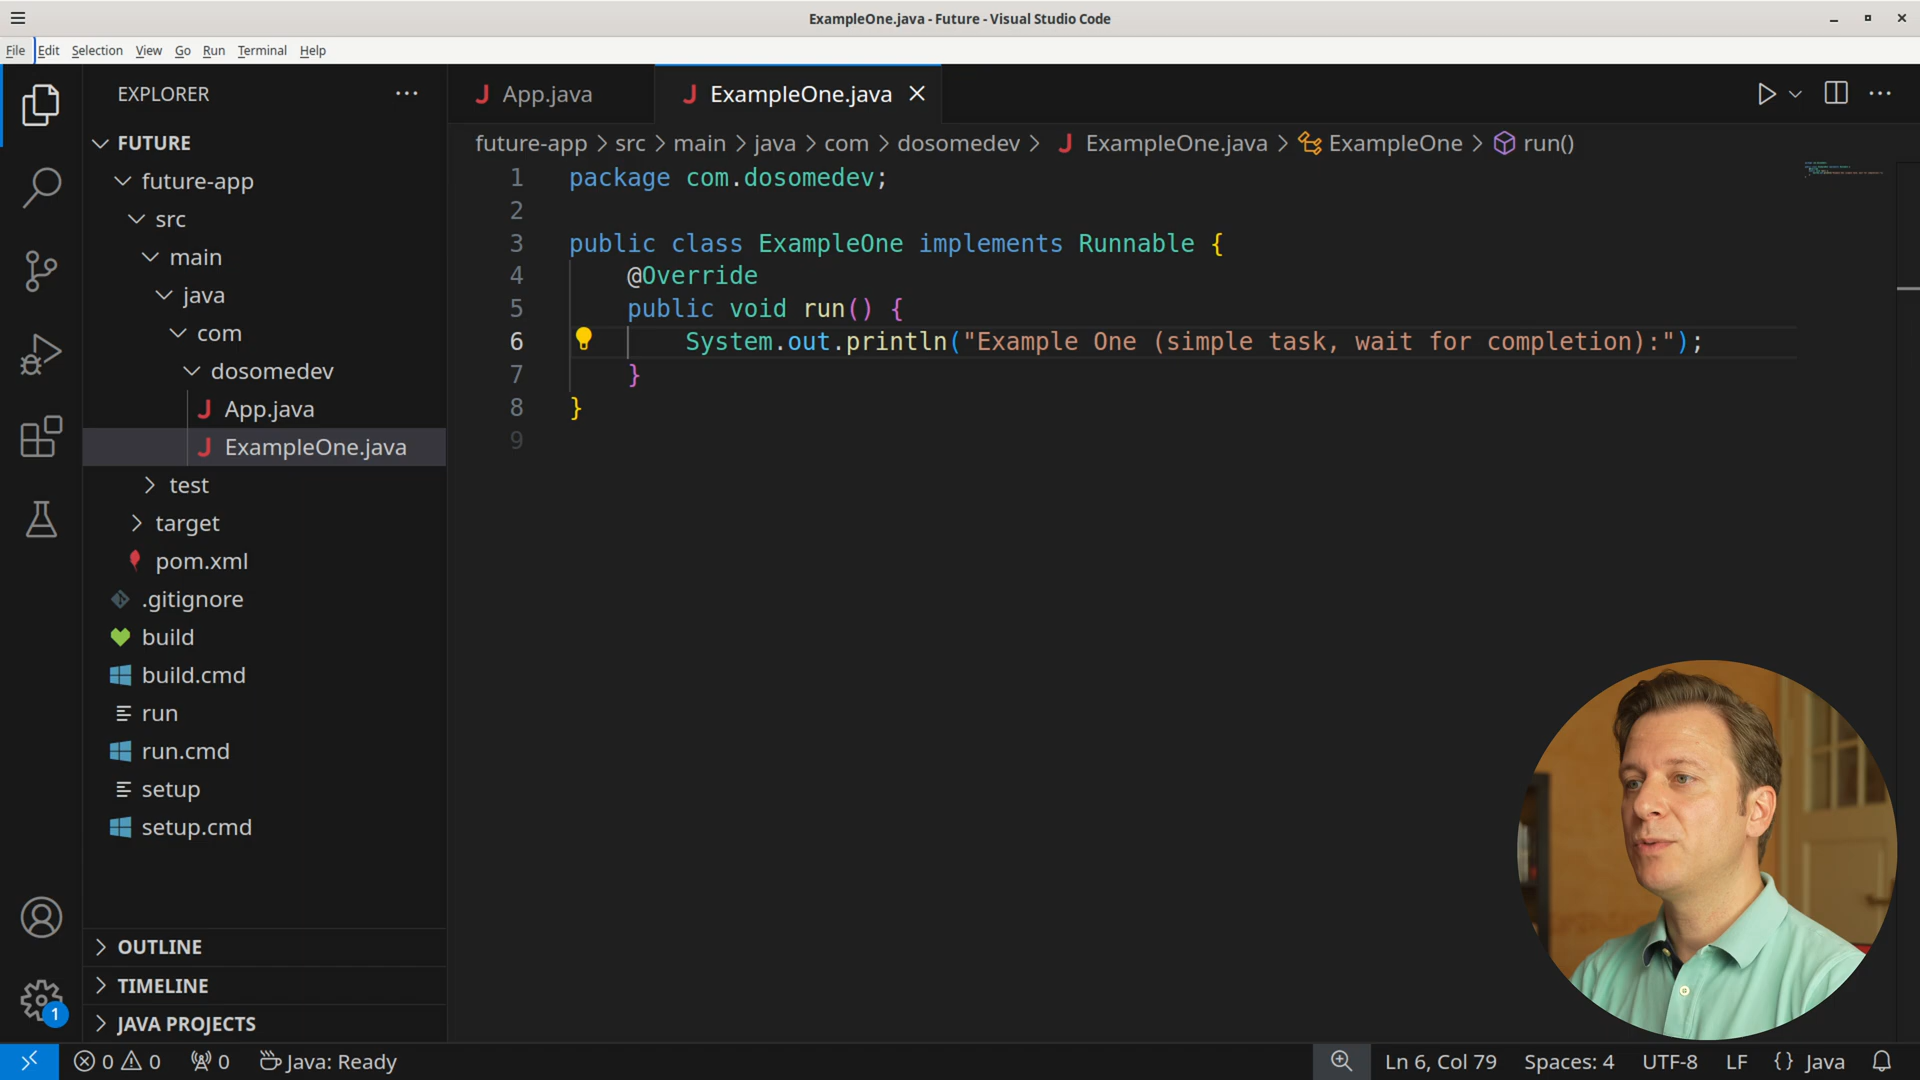 ExampleOne.java - Future - Visual Studio Code
File Edit Selection View Go Run Terminal Help
EXPLORER
FUTURE
future-app
src
main
java
com
dosomedev
App.java
ExampleOne.java
test
target
pom.xml
.gitignore
build
build.cmd
run
run.cmd
setup
setup.cmd
OUTLINE
TIMELINE
JAVA PROJECTS
1
App.java
ExampleOne.java
future-app > src > main > java > com > dosomedev > ExampleOne.java > ExampleOne > run()
1 package com.dosomedev;
2
3 public class ExampleOne implements Runnable {
4 @Override
5 public void run() {
6 System.out.println("Example One (simple task, wait for completion):");
7 }
8 }
9
0 0 0 Java: Ready
Ln 6, Col 79 Spaces: 4 UTF-8 LF {} Java